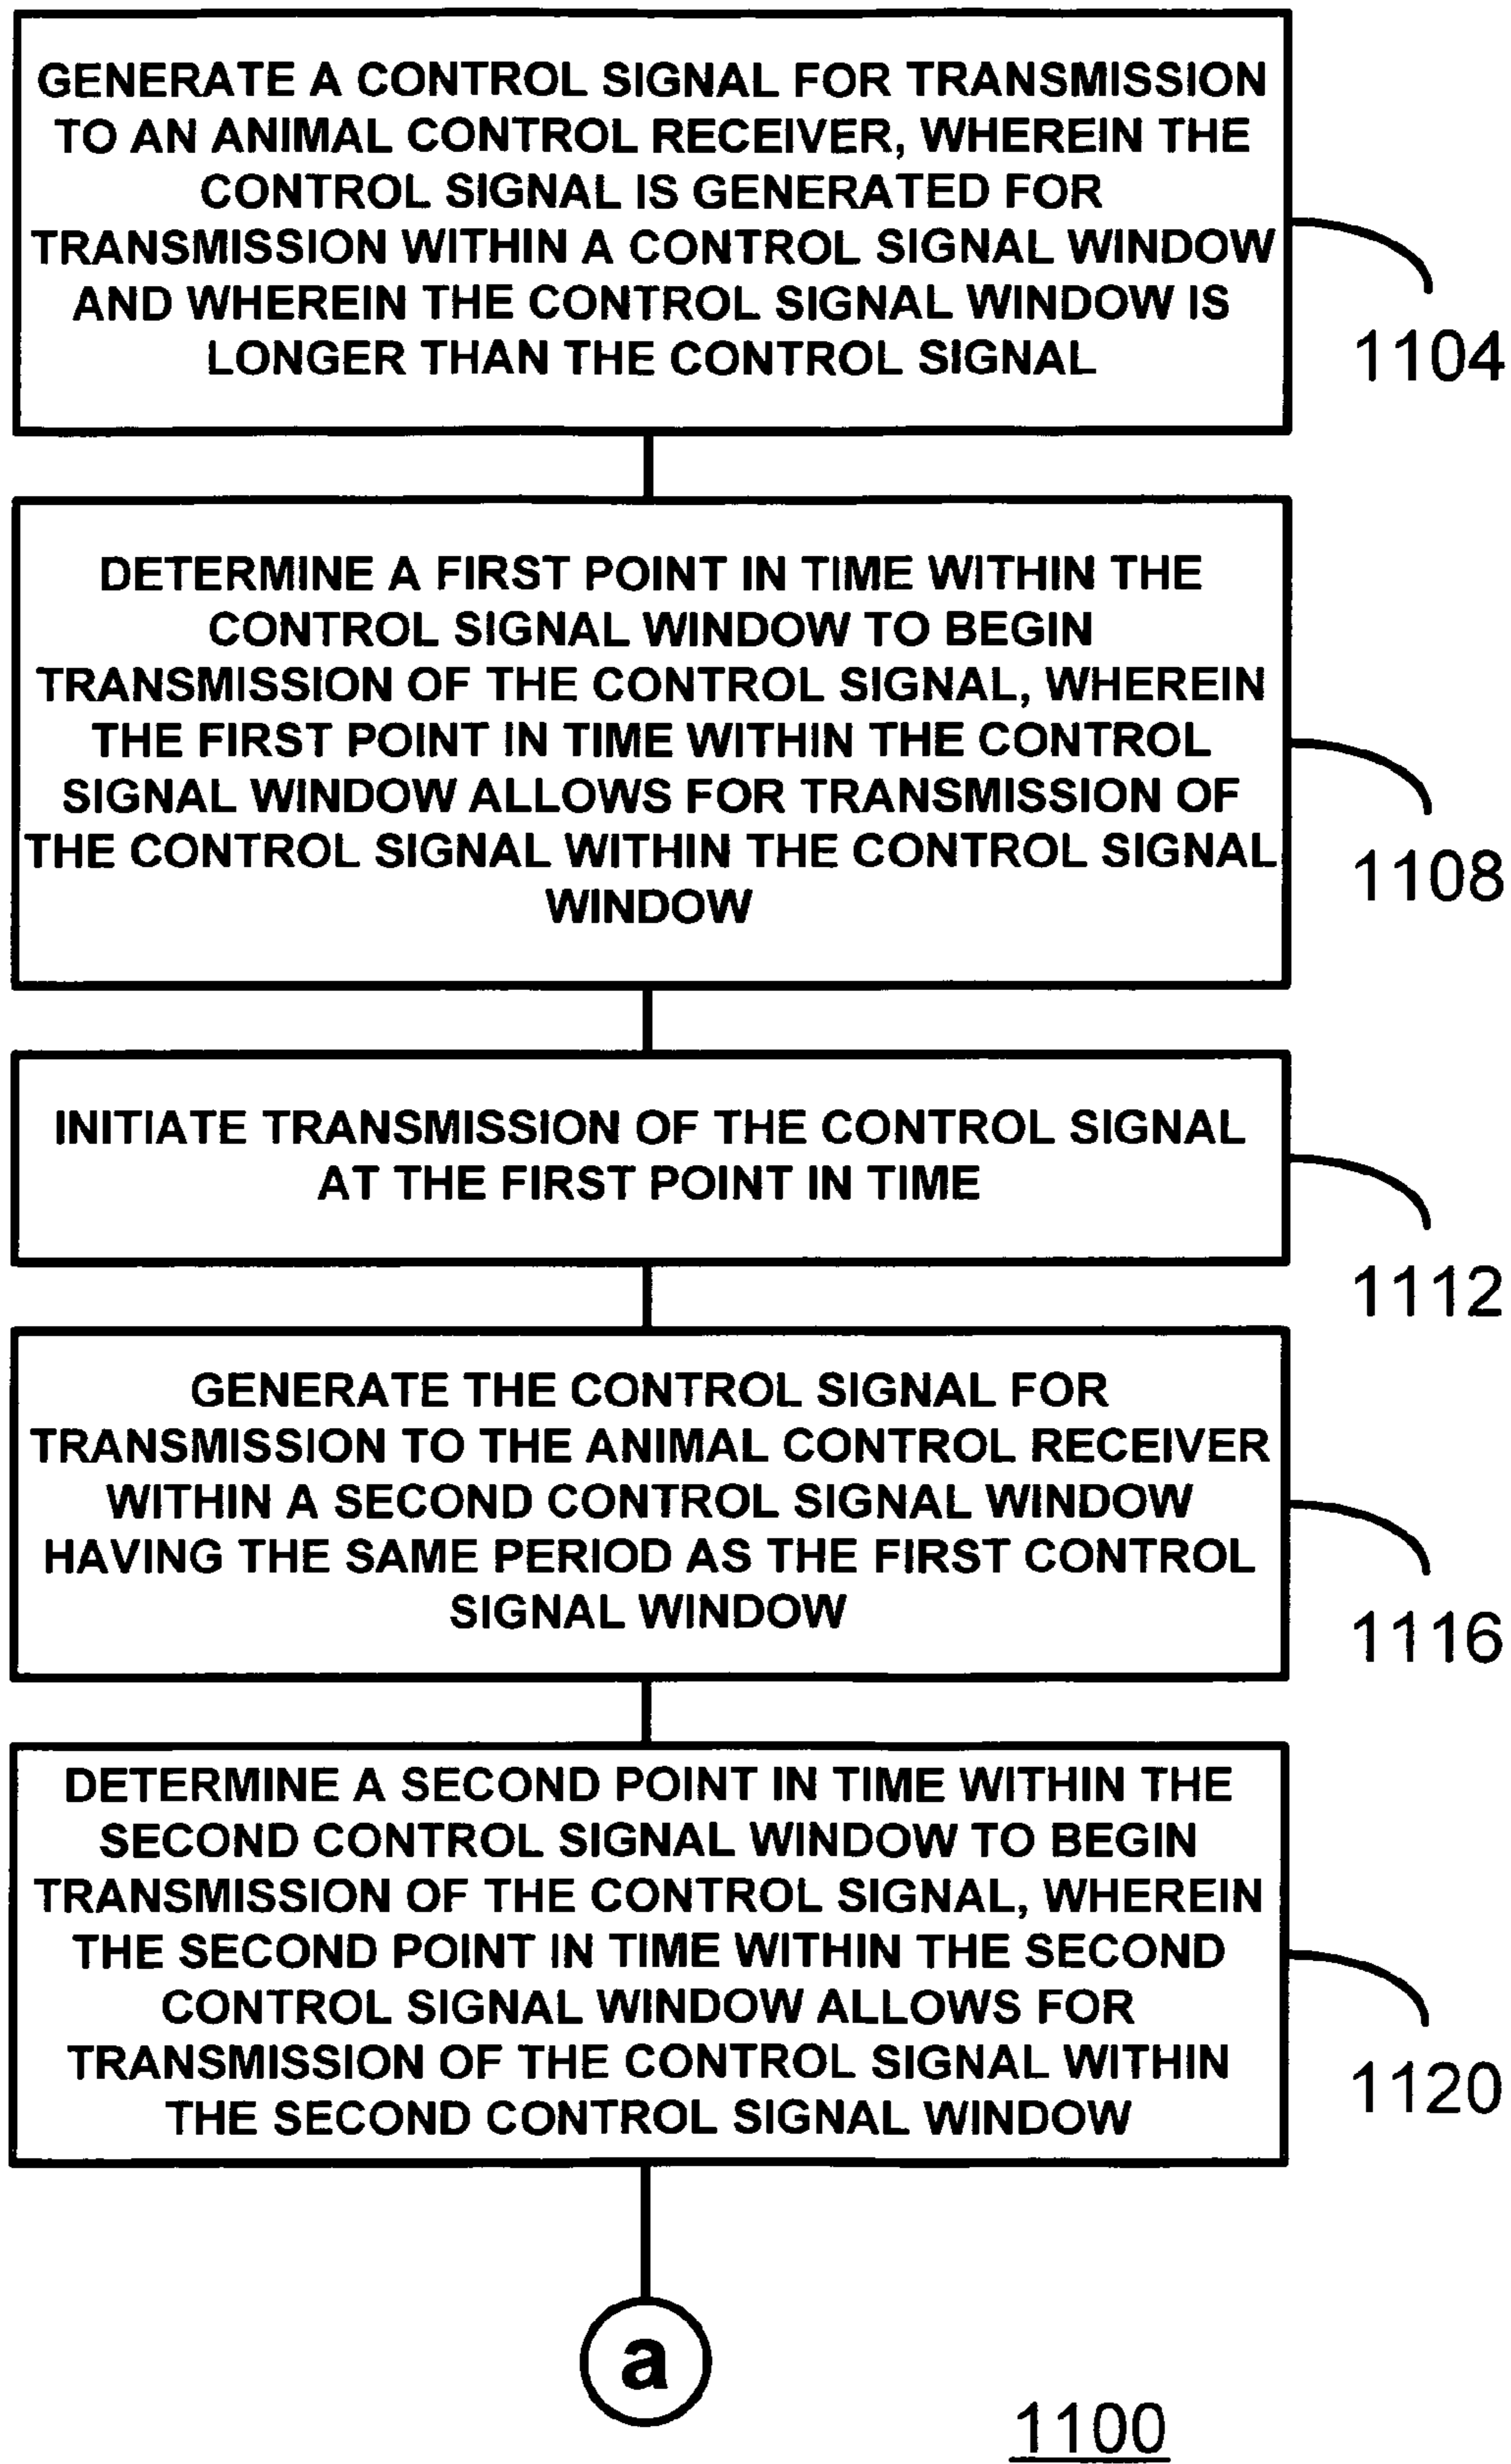 GENERATE A CONTROL SIGNAL FOR TRANSMISSION
TO AN ANIMAL CONTROL RECEIVER, WHEREIN THE
CONTROL SIGNAL IS GENERATED FOR
TRANSMISSION WITHIN A CONTROL SIGNAL WINDOW
AND WHEREIN THE CONTROL SIGNAL WINDOW IS
LONGER THAN THE CONTROL SIGNAL
1104
DETERMINE A FIRST POINT IN TIME WITHIN THE
CONTROL SIGNAL WINDOW TO BEGIN
TRANSMISSION OF THE CONTROL SIGNAL, WHEREIN
THE FIRST POINT IN TIME WITHIN THE CONTROL
SIGNAL WINDOW ALLOWS FOR TRANSMISSION OF
THE CONTROL SIGNAL WITHIN THE CONTROL SIGNAL
WINDOW
1108
INITIATE TRANSMISSION OF THE CONTROL SIGNAL
AT THE FIRST POINT IN TIME
1112
GENERATE THE CONTROL SIGNAL FOR
TRANSMISSION TO THE ANIMAL CONTROL RECEIVER
WITHIN A SECOND CONTROL SIGNAL WINDOW
HAVING THE SAME PERIOD AS THE FIRST CONTROL
SIGNAL WINDOW
1116
DETERMINE A SECOND POINT IN TIME WITHIN THE
SECOND CONTROL SIGNAL WINDOW TO BEGIN
TRANSMISSION OF THE CONTROL SIGNAL, WHEREIN
THE SECOND POINT IN TIME WITHIN THE SECOND
CONTROL SIGNAL WINDOW ALLOWS FOR
TRANSMISSION OF THE CONTROL SIGNAL WITHIN
THE SECOND CONTROL SIGNAL WINDOW
1120
a
1100